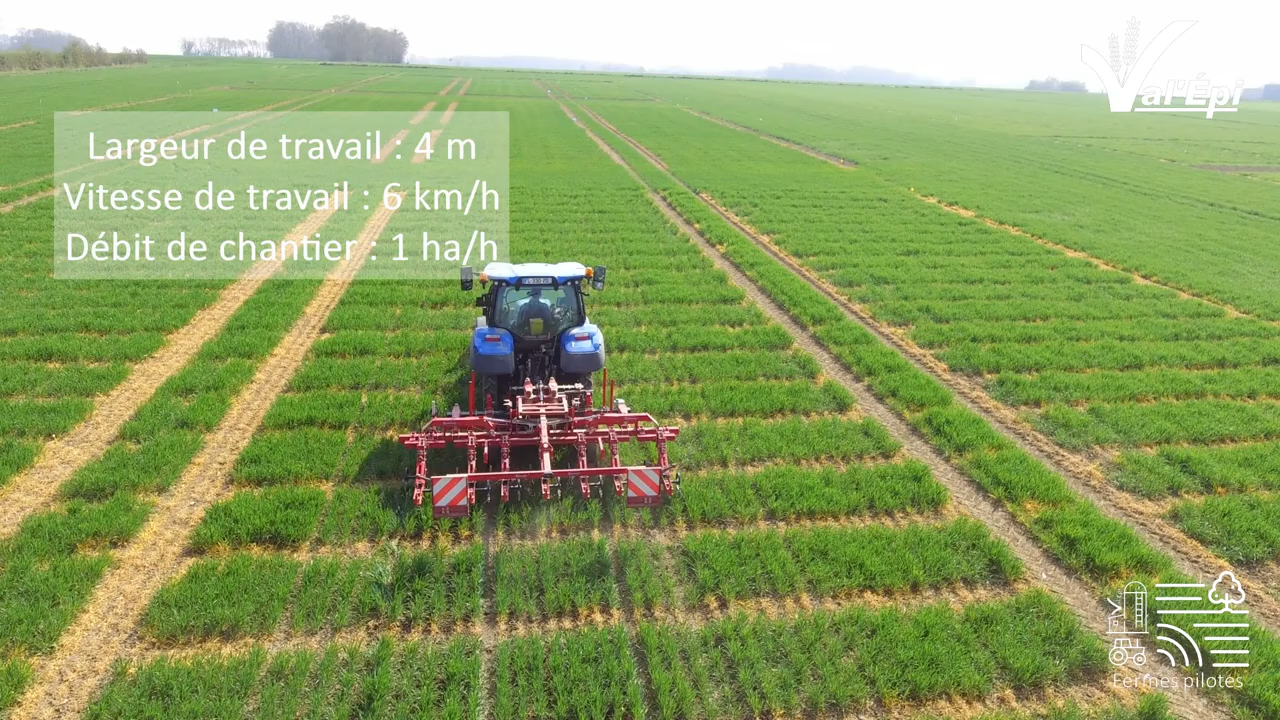 Val'Épi
Largeur de travail : 4 m
Vitesse de travail : 6 km/h
Débit de chantier : 1 ha/h
Fermes pilotes